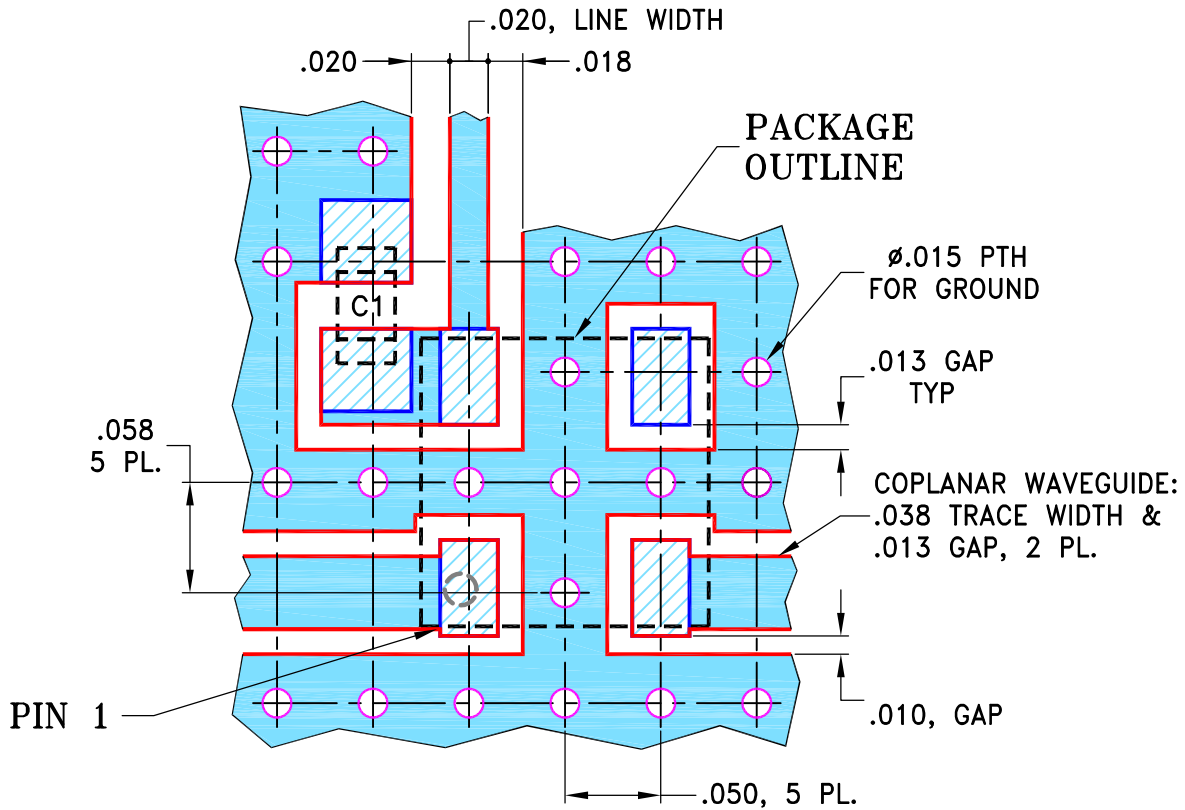 .020, LINE WIDTH
.020
.018
PACKAGE
OUTLINE
ø.015 PTH
FOR GROUND
C1
.013 GAP
TYP
.058
5 PL.
COPLANAR WAVEGUIDE:
.038 TRACE WIDTH &
.013 GAP, 2 PL.
PIN 1
.010, GAP
.050, 5 PL.